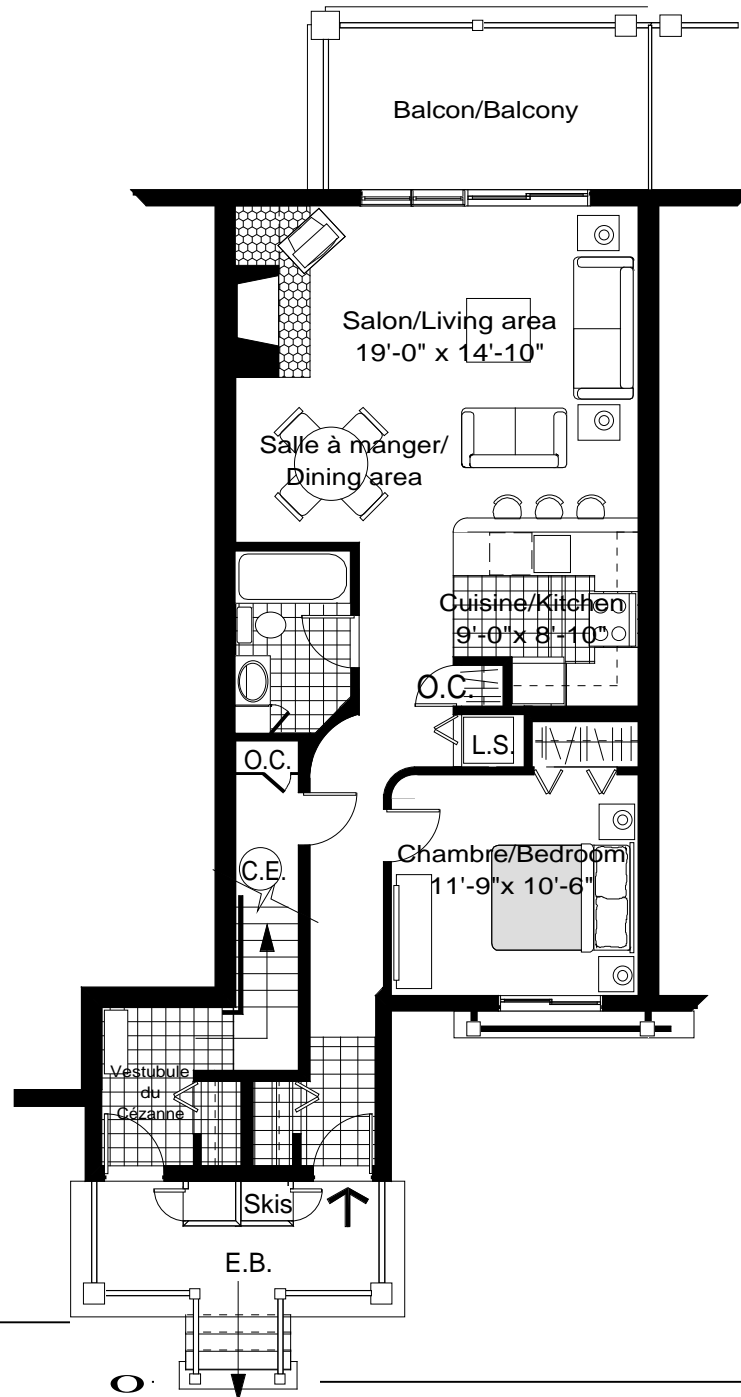 Balcon/Balcony
Salon/Living area
19'-0" x 14'-10"
Salle à manger/
Dining area
Cuisine/Kitchen
9'-0"x 8'-10"
O.C.
L.S.
O.C.
C.E.
Chambre/Bedroom
11'-9"x 10'-6"
Vestubule
du
Cézanne
Skis
E.B.
O